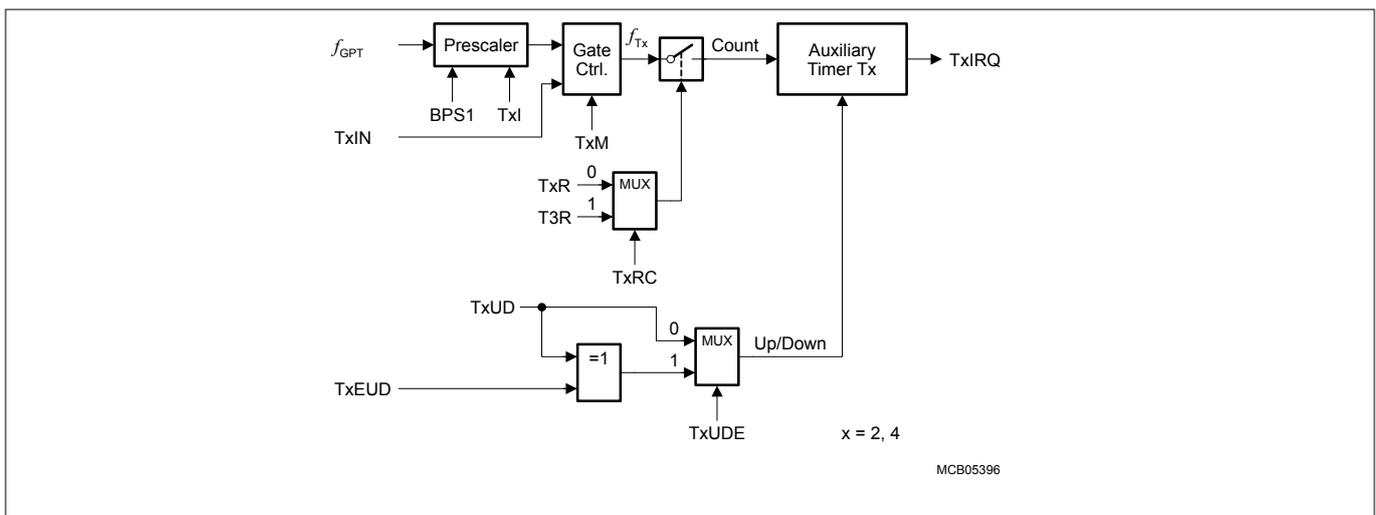 fGPT
Prescaler
Gate
Ctrl.
fTx
Count
Auxiliary
Timer Tx
TxIRQ
BPS1
TxI
TxIN
TxM
TxR
0
MUX
T3R
1
TxRC
TxUD
0
MUX
Up/Down
=1
1
TxEUD
TxUDE
x = 2, 4
MCB05396